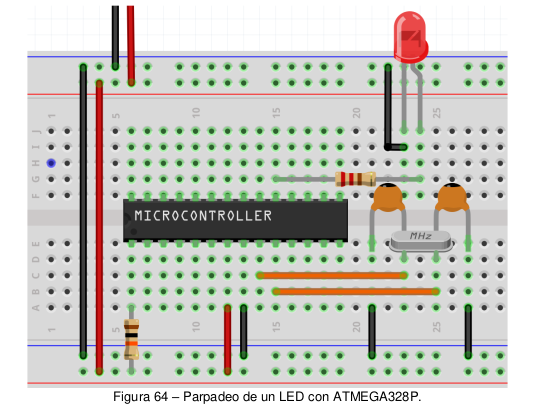 1 5 10 15 20 25
J
I
H
G
F
MICROCONTROLLER
MHz
E
D
C
B
A
1 5 10 15 20 25
Figura 64 – Parpadeo de un LED con ATMEGA328P.